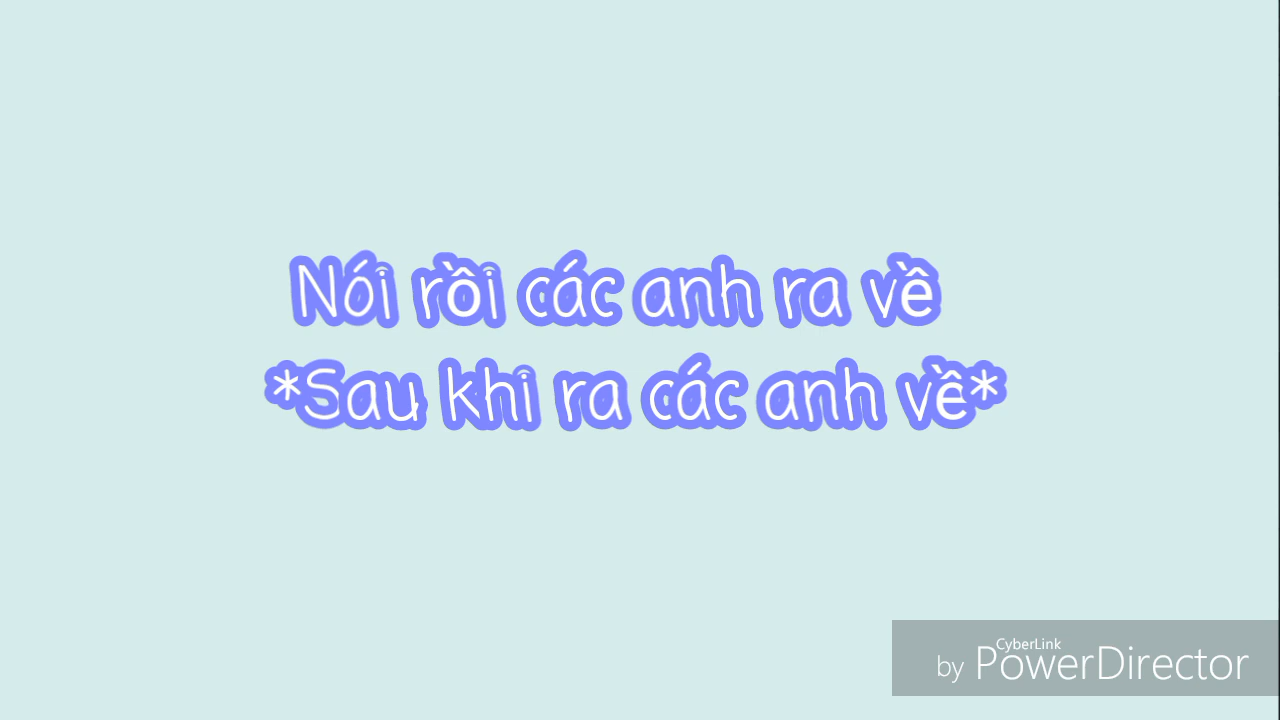 Nói rồi các anh ra về
*Sau khi ra các anh về*
CyberLink
by PowerDirector